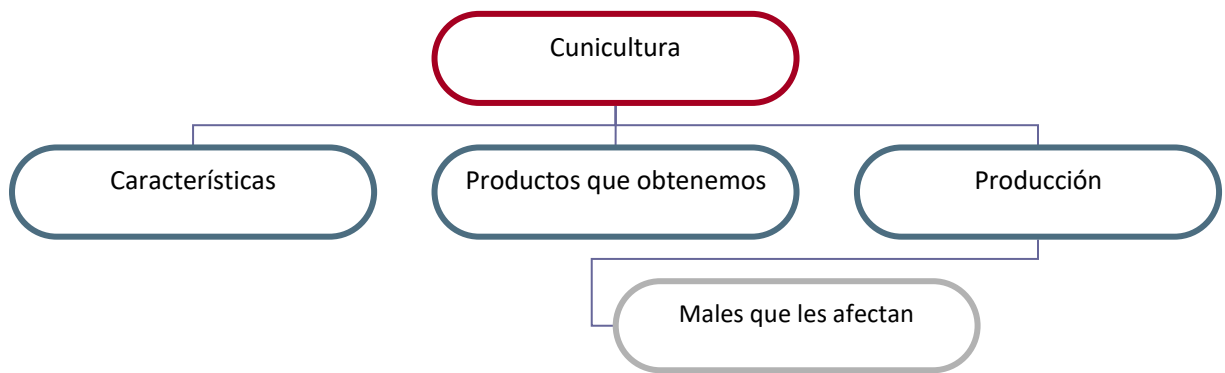 Cunicultura
Características
Productos que obtenemos
Producción
Males que les afectan